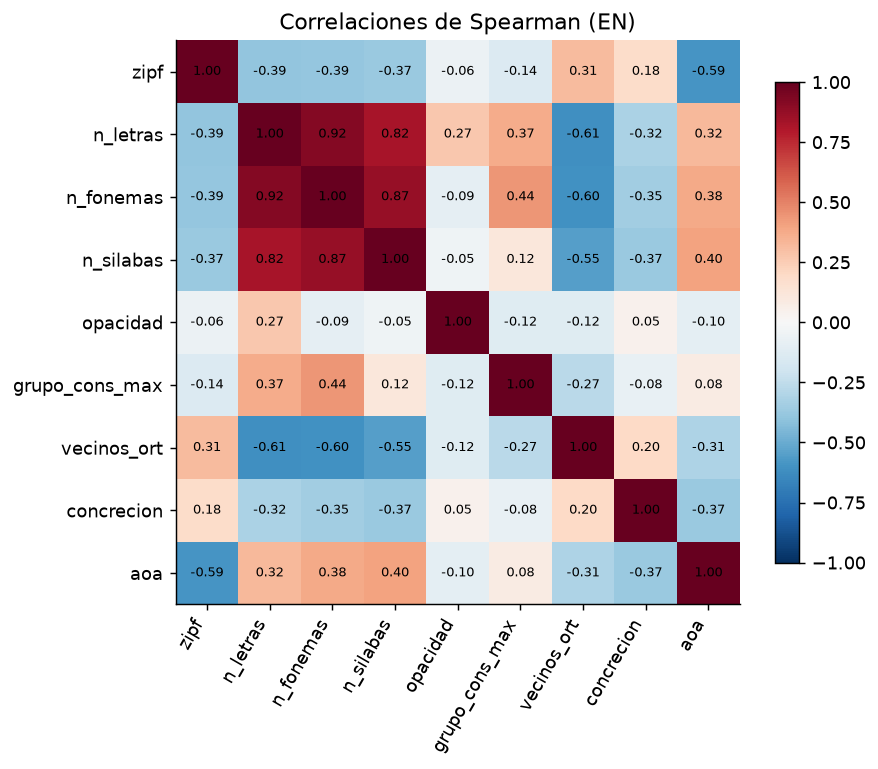 Correlaciones de Spearman (EN)
zipf 1.00 -0.39 -0.39 -0.37 -0.06 -0.14 0.31 0.18 -0.59
n_letras -0.39 1.00 0.92 0.82 0.27 0.37 -0.61 -0.32 0.32
n_fonemas -0.39 0.92 1.00 0.87 -0.09 0.44 -0.60 -0.35 0.38
n_silabas -0.37 0.82 0.87 1.00 -0.05 0.12 -0.55 -0.37 0.40
opacidad -0.06 0.27 -0.09 -0.05 1.00 -0.12 -0.12 0.05 -0.10
grupo_cons_max -0.14 0.37 0.44 0.12 -0.12 1.00 -0.27 -0.08 0.08
vecinos_ort 0.31 -0.61 -0.60 -0.55 -0.12 -0.27 1.00 0.20 -0.31
concrecion 0.18 -0.32 -0.35 -0.37 0.05 -0.08 0.20 1.00 -0.37
aoa -0.59 0.32 0.38 0.40 -0.10 0.08 -0.31 -0.37 1.00
zipf n_letras n_fonemas n_silabas opacidad grupo_cons_max vecinos_ort concrecion aoa
1.00
0.75
0.50
0.25
0.00
−0.25
−0.50
−0.75
−1.00